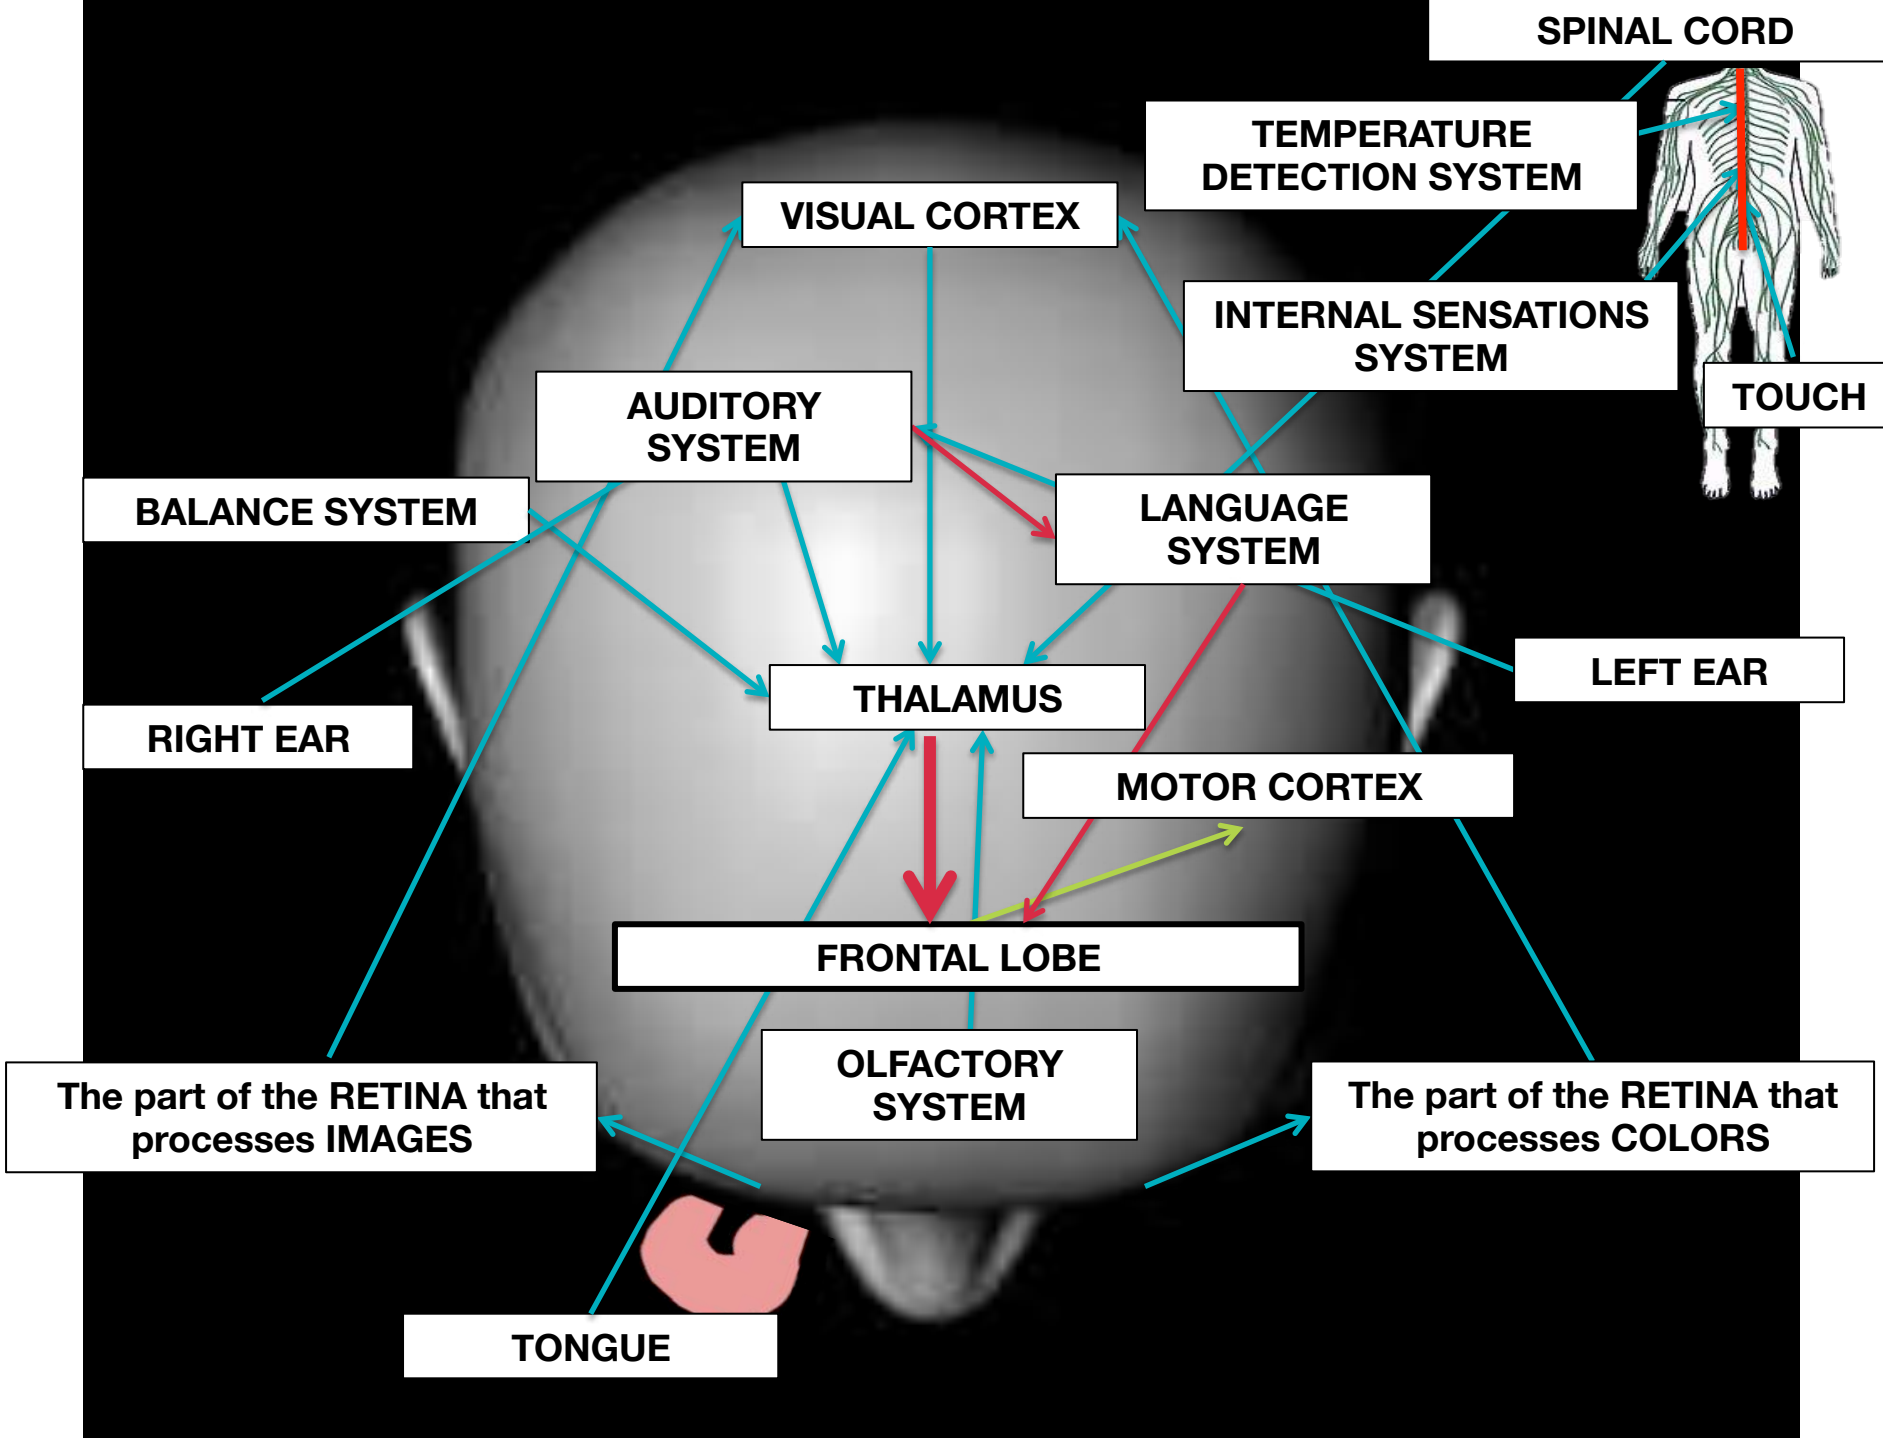 SPINAL CORD
TEMPERATURE
DETECTION SYSTEM
VISUAL CORTEX
INTERNAL SENSATIONS
SYSTEM
TOUCH
AUDITORY
SYSTEM
BALANCE SYSTEM
LANGUAGE
SYSTEM
LEFT EAR
THALAMUS
RIGHT EAR
MOTOR CORTEX
FRONTAL LOBE
OLFACTORY
SYSTEM
The part of the RETINA that
processes IMAGES
The part of the RETINA that
processes COLORS
TONGUE